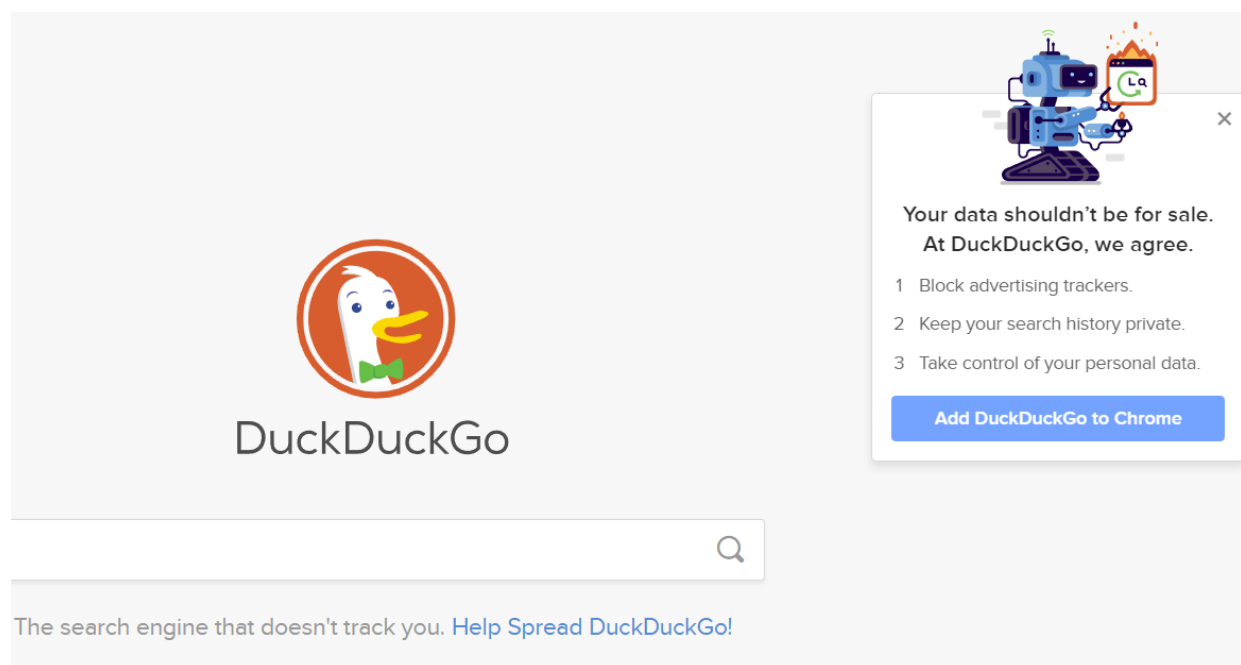 Your data shouldn't be for sale.
At DuckDuckGo, we agree.
1 Block advertising trackers.
2 Keep your search history private.
3 Take control of your personal data.
Add DuckDuckGo to Chrome
DuckDuckGo
The search engine that doesn't track you. Help Spread DuckDuckGo!